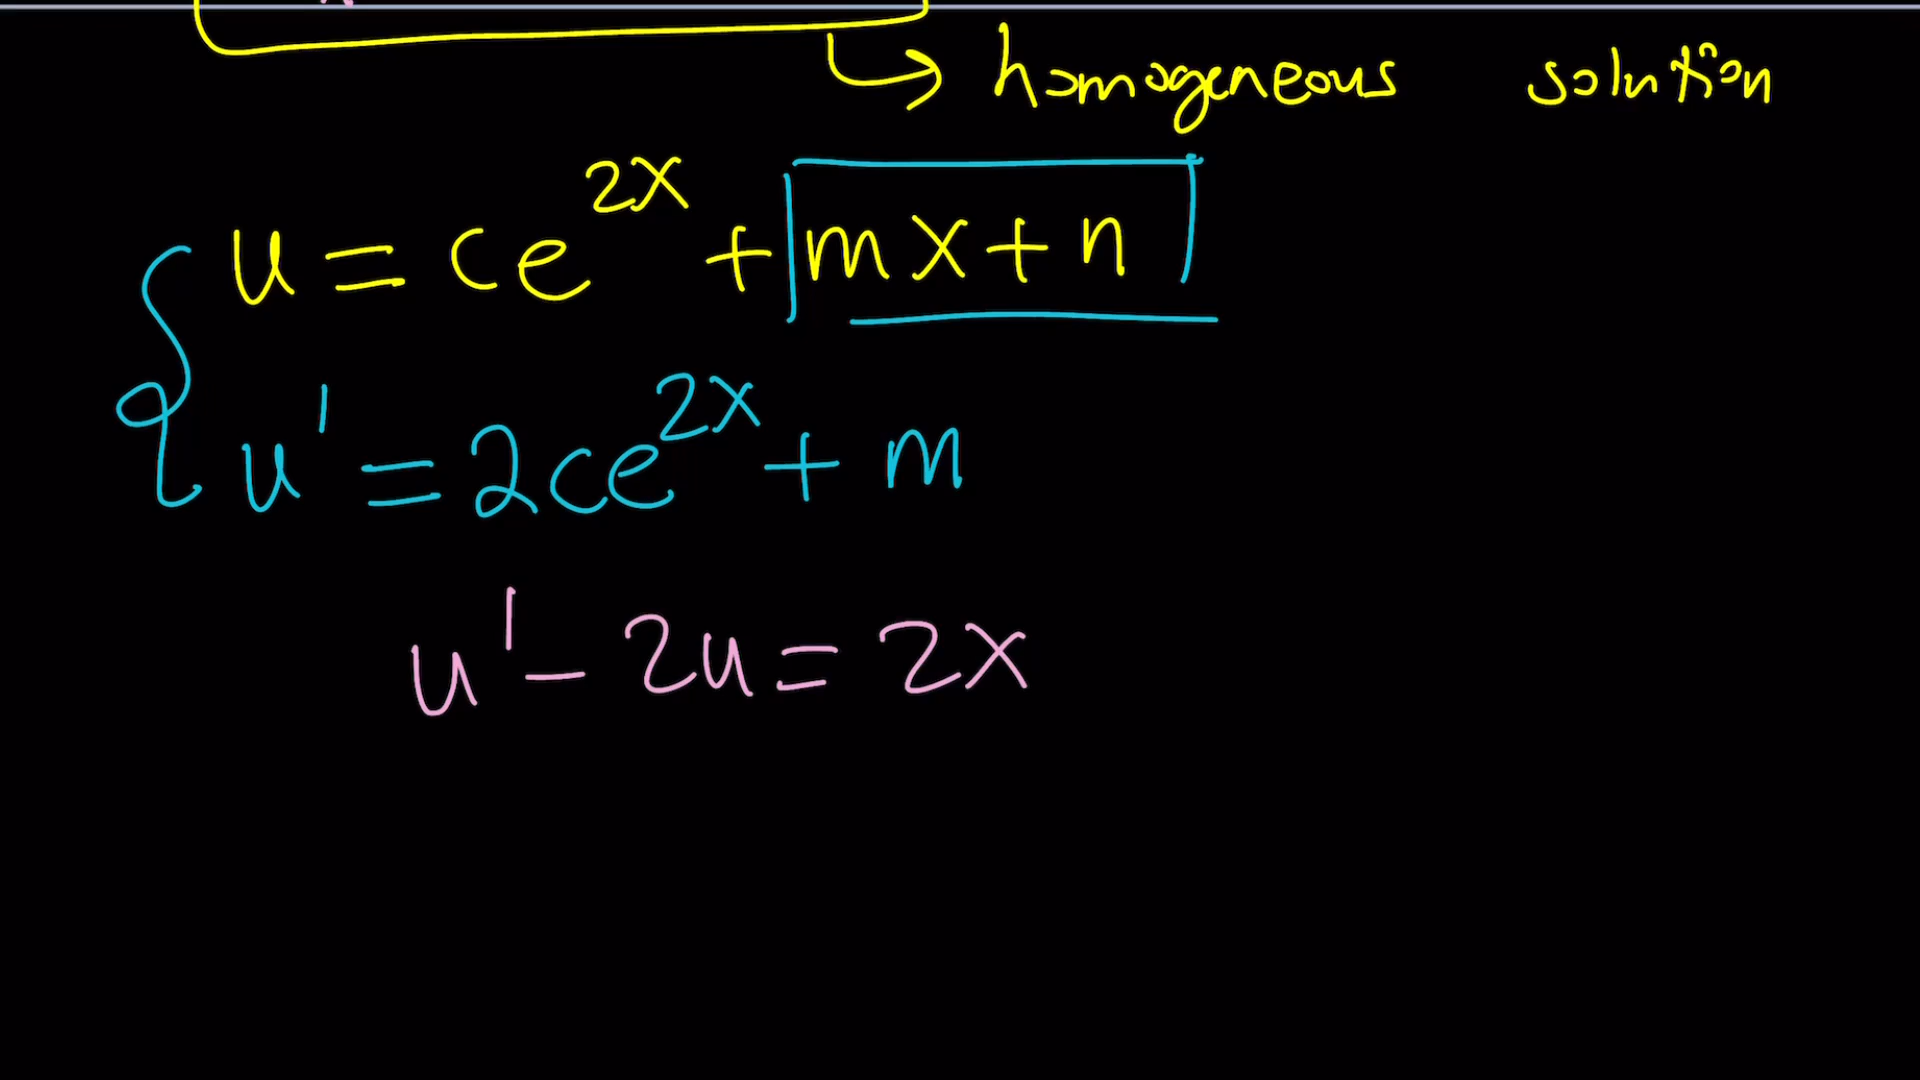 homogeneous solution
u = ce^{2x} + mx + n
u' = 2ce^{2x} + m
u' - 2u = 2x